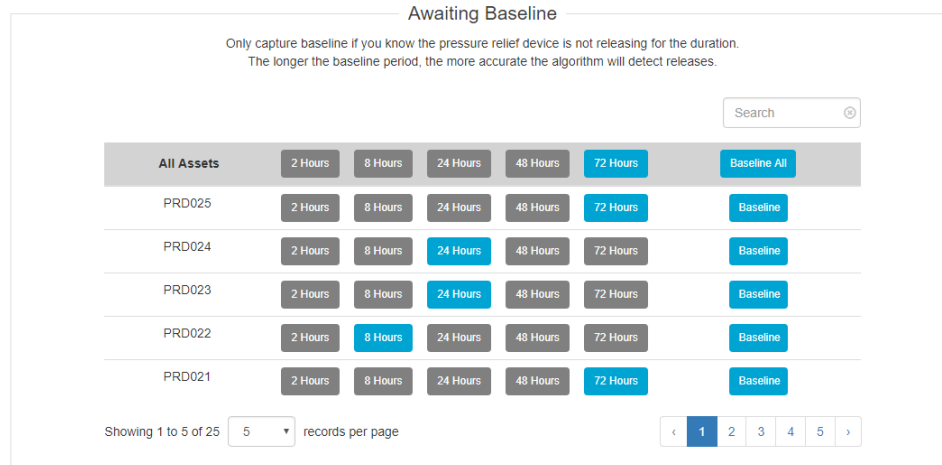 Awaiting Baseline
Only capture baseline if you know the pressure relief device is not releasing for the duration.
The longer the baseline period, the more accurate the algorithm will detect releases.
Search
All Assets 2 Hours 8 Hours 24 Hours 48 Hours 72 Hours Baseline All
PRD025 2 Hours 8 Hours 24 Hours 48 Hours 72 Hours Baseline
PRD024 2 Hours 8 Hours 24 Hours 48 Hours 72 Hours Baseline
PRD023 2 Hours 8 Hours 24 Hours 48 Hours 72 Hours Baseline
PRD022 2 Hours 8 Hours 24 Hours 48 Hours 72 Hours Baseline
PRD021 2 Hours 8 Hours 24 Hours 48 Hours 72 Hours Baseline
Showing 1 to 5 of 25 5 records per page ‹ 1 2 3 4 5 ›